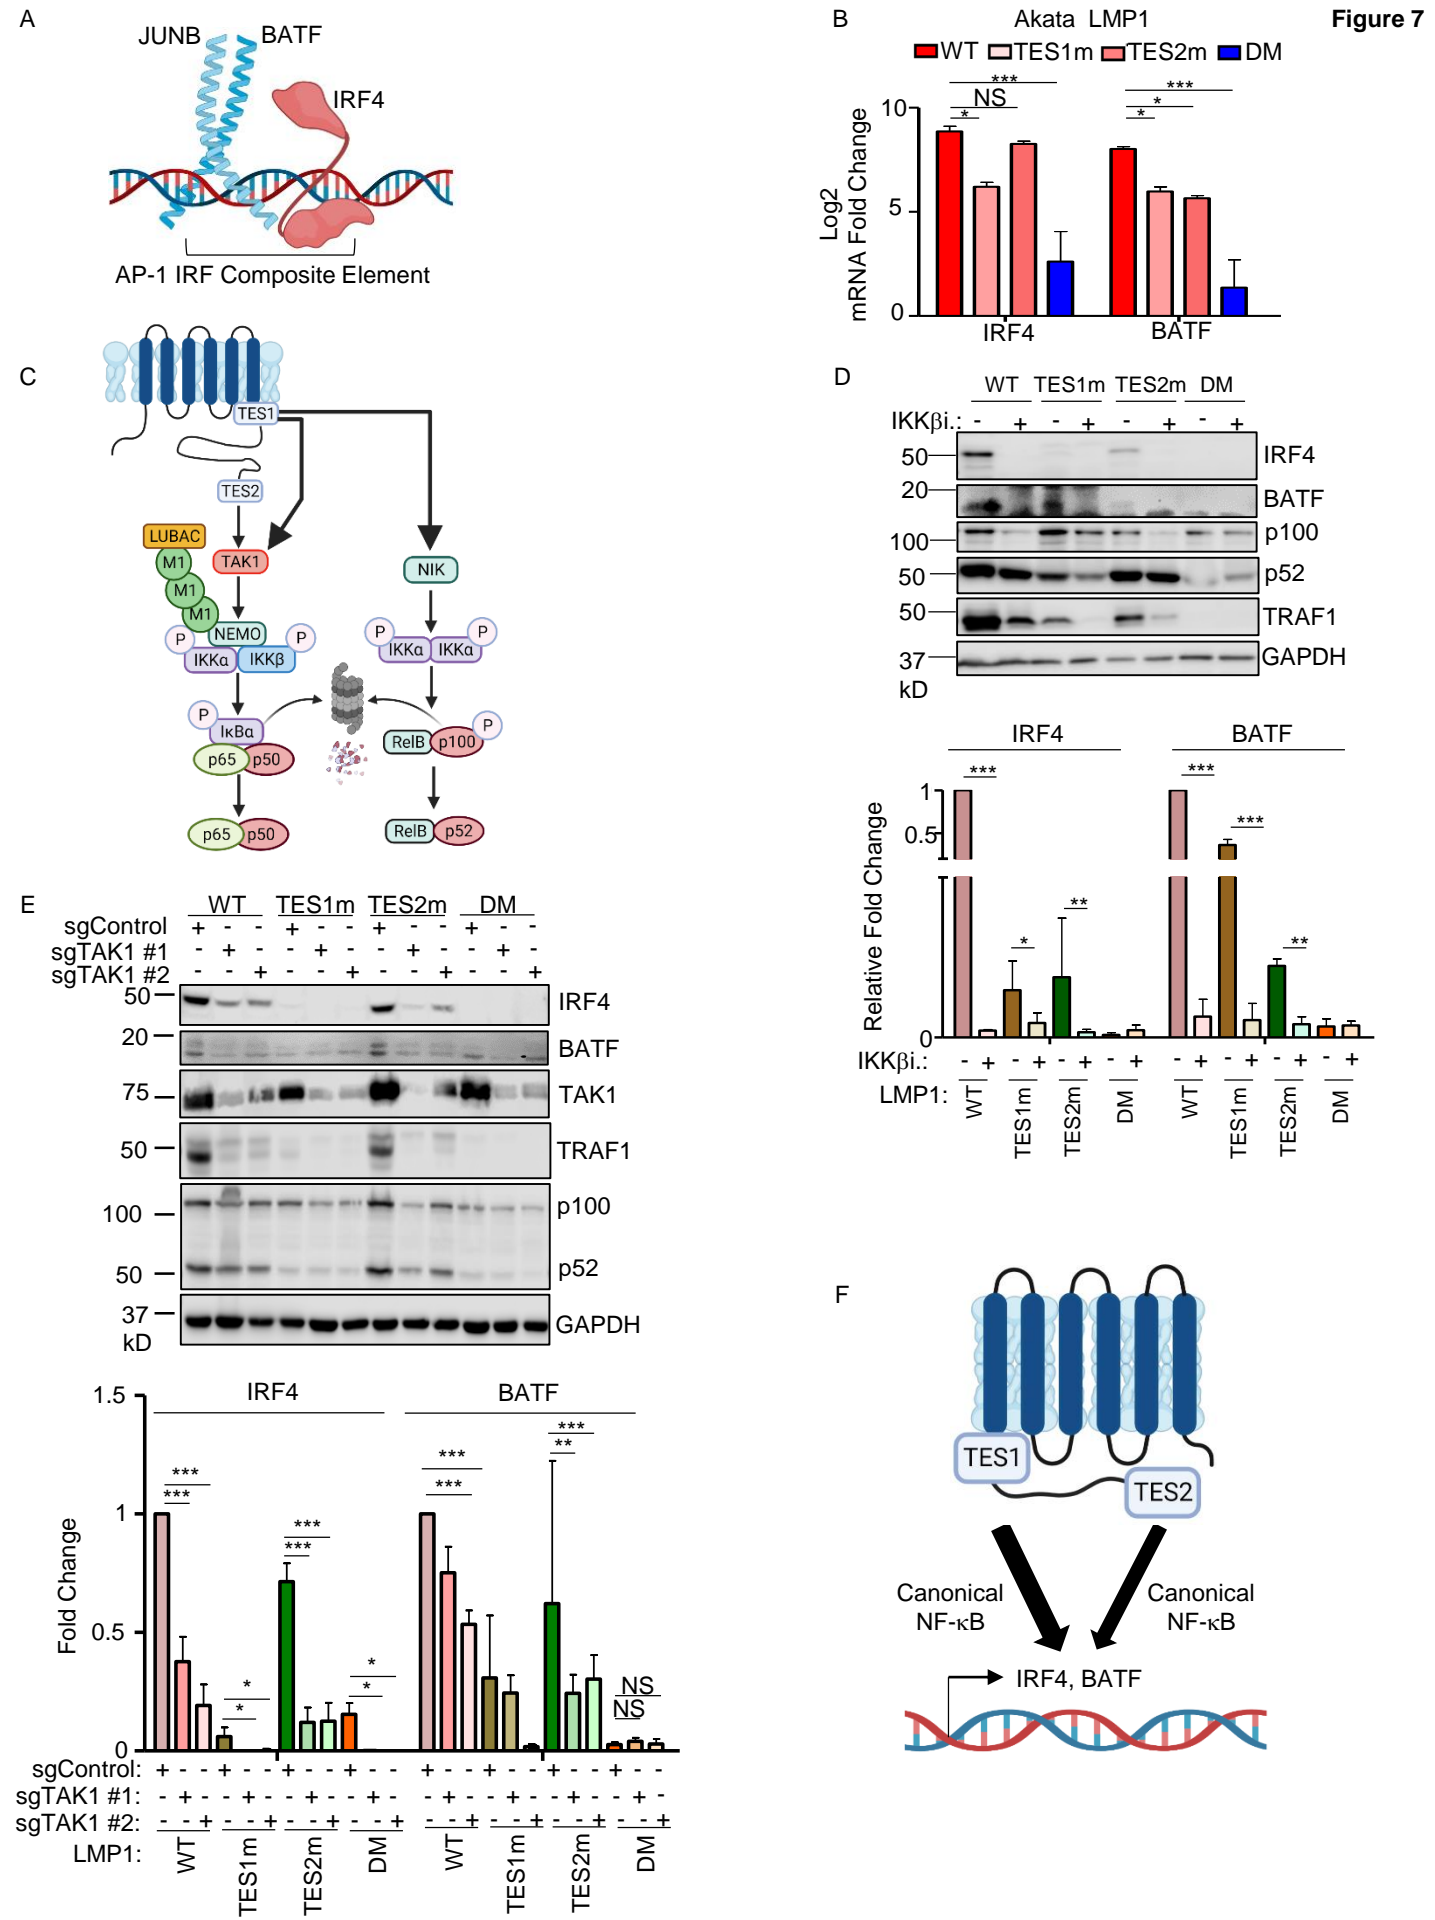 Figure 7
A
JUNB BATF
IRF4
AP-1 IRF Composite Element
B
Akata LMP1
WT TES1m TES2m DM
***
NS
*
***
*
*
10
5
0
Log2
mRNA Fold Change
IRF4 BATF
C
TES1
TES2
LUBAC
M1
M1
M1
TAK1
NIK
NEMO
P P
IKKα IKKβ
P P
IKKα IKKα
P
IκBα
p65 p50
P
RelB p100
p65 p50
RelB p52
D
WT TES1m TES2m DM
IKKβi.: - + - + - + - +
50 IRF4
20 BATF
100 p100
50 p52
50 TRAF1
37 GAPDH
kD
IRF4 BATF
*** * ** *** *** **
1
0.5
0
Relative Fold Change
IKKβi.: - + - + - + - + - + - + - + - +
LMP1: WT TES1m TES2m DM WT TES1m TES2m DM
E
WT TES1m TES2m DM
sgControl + - - + - - + - - + - -
sgTAK1 #1 - + - - + - - + - - + -
sgTAK1 #2 - - + - - + - - + - - +
50 IRF4
20 BATF
75 TAK1
50 TRAF1
100 p100
50 p52
37 GAPDH
kD
IRF4 BATF
1.5
1
0.5
0
Fold Change
***
***
*
*
***
***
*
*
***
***
***
**
NS
NS
sgControl: + - - + - - + - - + - - + - - + - - + - - + - -
sgTAK1 #1: - + - - + - - + - - + - - + - - + - - + - - + -
sgTAK1 #2: - - + - - + - - + - - + - - + - - + - - + - - +
LMP1: WT TES1m TES2m DM WT TES1m TES2m DM
F
TES1
TES2
Canonical
NF-κB
Canonical
NF-κB
IRF4, BATF